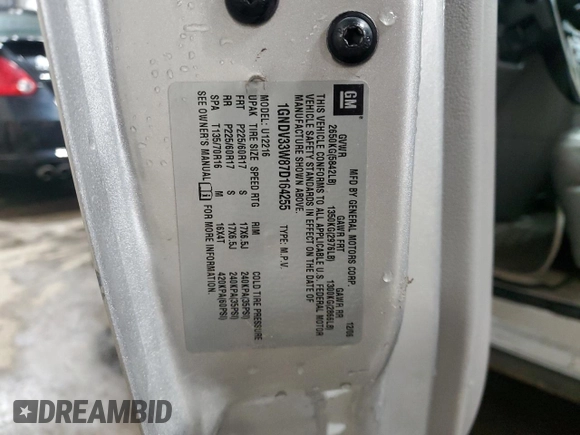 GM
MFD BY GENERAL MOTORS CORP. 12/06
GVWR GAWR FRT GAWR RR
2650KG(5842LB) 1350KG(2976LB) 1300KG(2866LB)
THIS VEHICLE CONFORMS TO ALL APPLICABLE U.S. FEDERAL MOTOR
VEHICLE SAFETY STANDARDS IN EFFECT ON THE DATE OF
MANUFACTURE SHOWN ABOVE.
1GNDV33W87D164255 TYPE: M.P.V.
MODEL: U12216
UPAK TIRE SIZE SPEED RTG RIM COLD TIRE PRESSURE
FRT P225/60R17 S 17X6.5J 240KPA(35PSI)
RR P225/60R17 S 17X6.5J 240KPA(35PSI)
SPA T135/70R16 M 16X4T 420KPA(60PSI)
SEE OWNER'S MANUAL i FOR MORE INFORMATION.
DREAMBID